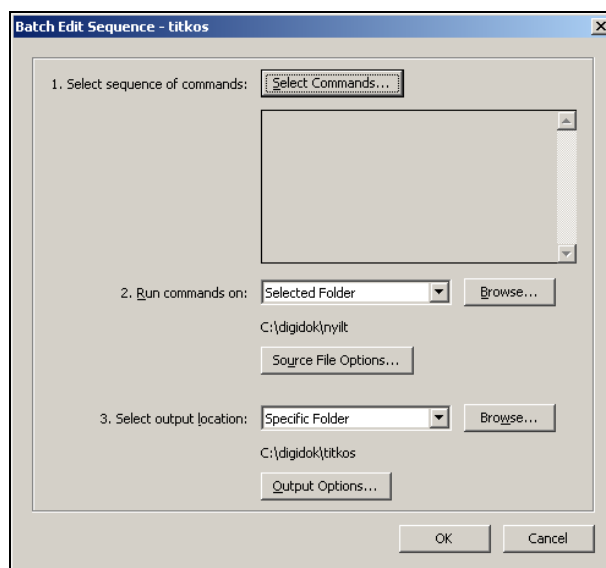 Batch Edit Sequence - titkos
1. Select sequence of commands: Select Commands...
2. Run commands on: Selected Folder Browse...
C:\digidok\nyilt
Source File Options...
3. Select output location: Specific Folder Browse...
C:\digidok\titkos
Output Options...
OK Cancel